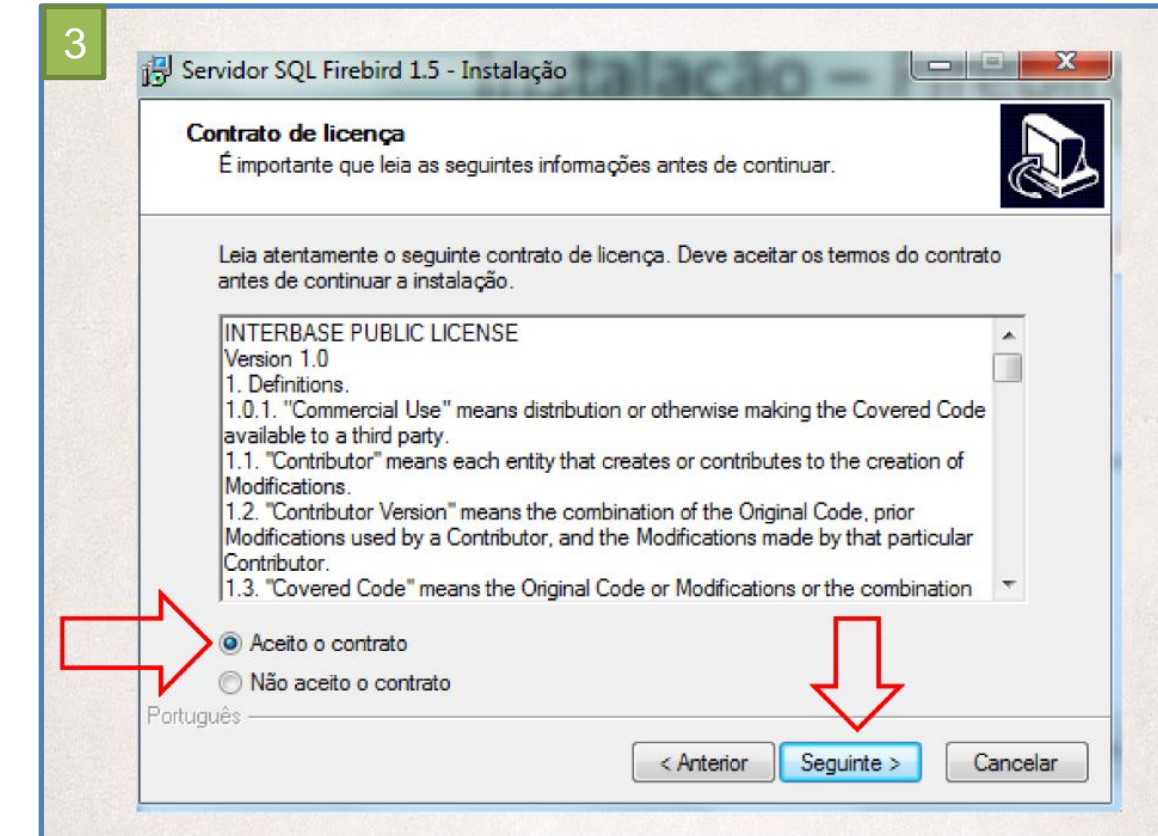 3
Servidor SQL Firebird 1.5 - Instalação
Contrato de licença
É importante que leia as seguintes informações antes de continuar.
Leia atentamente o seguinte contrato de licença. Deve aceitar os termos do contrato
antes de continuar a instalação.
INTERBASE PUBLIC LICENSE
Version 1.0
1. Definitions.
1.0.1. "Commercial Use" means distribution or otherwise making the Covered Code
available to a third party.
1.1. "Contributor" means each entity that creates or contributes to the creation of
Modifications.
1.2. "Contributor Version" means the combination of the Original Code, prior
Modifications used by a Contributor, and the Modifications made by that particular
Contributor.
1.3. "Covered Code" means the Original Code or Modifications or the combination
Aceito o contrato
Não aceito o contrato
Português
< Anterior
Seguinte >
Cancelar